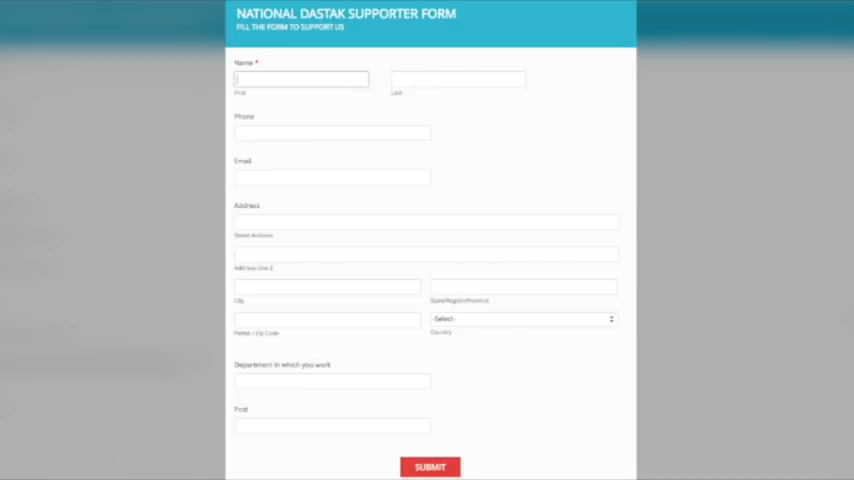 NATIONAL DASTAK SUPPORTER FORM
FILL THE FORM TO SUPPORT US
Name *
First
Last
Phone
Email
Address
Street Address
Address Line 2
City
State/Region/Province
Postal / Zip Code
-Select-
Country
Department in which you work
Post
SUBMIT